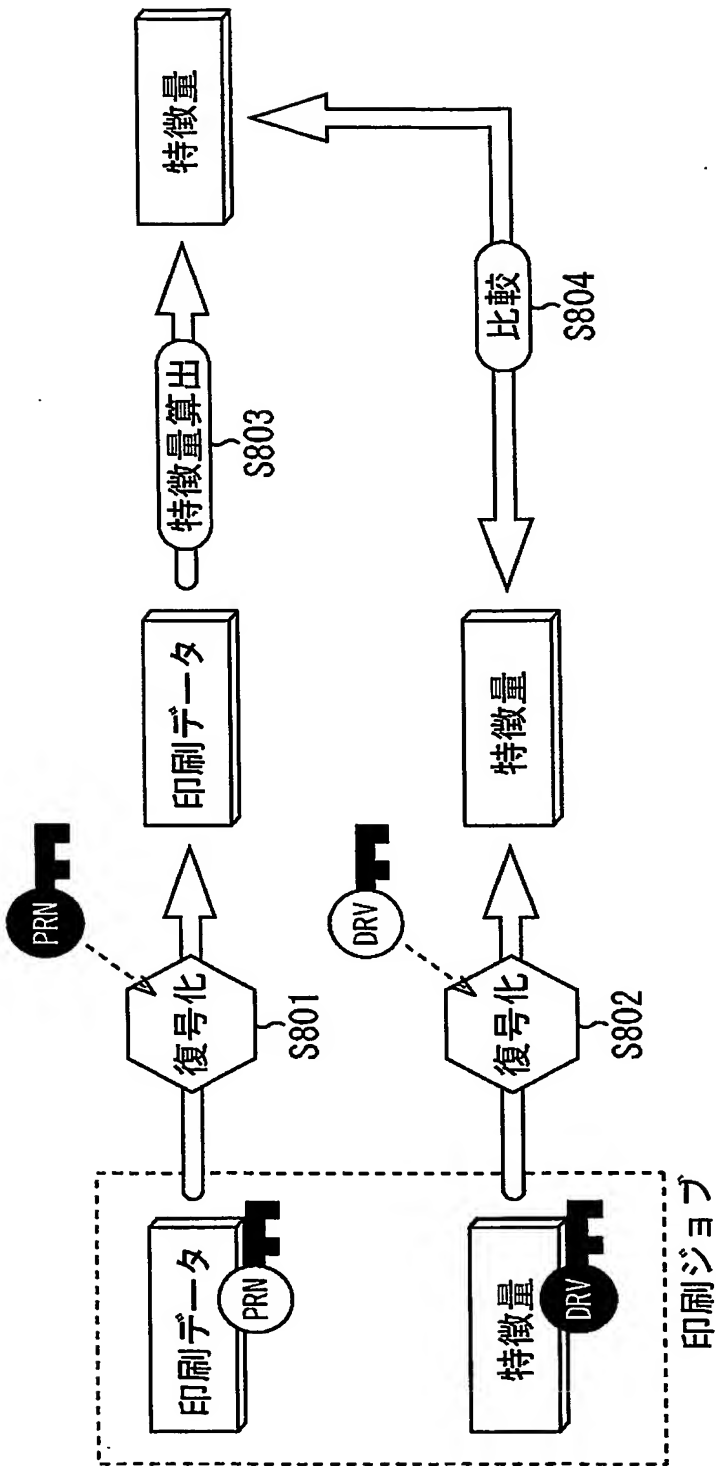 印刷データ
PRN
復号化
S801
PRN
印刷データ
特徴量算出
S803
特徴量
特徴量
DRV
復号化
S802
DRV
特徴量
比較
S804
印刷ジョブ